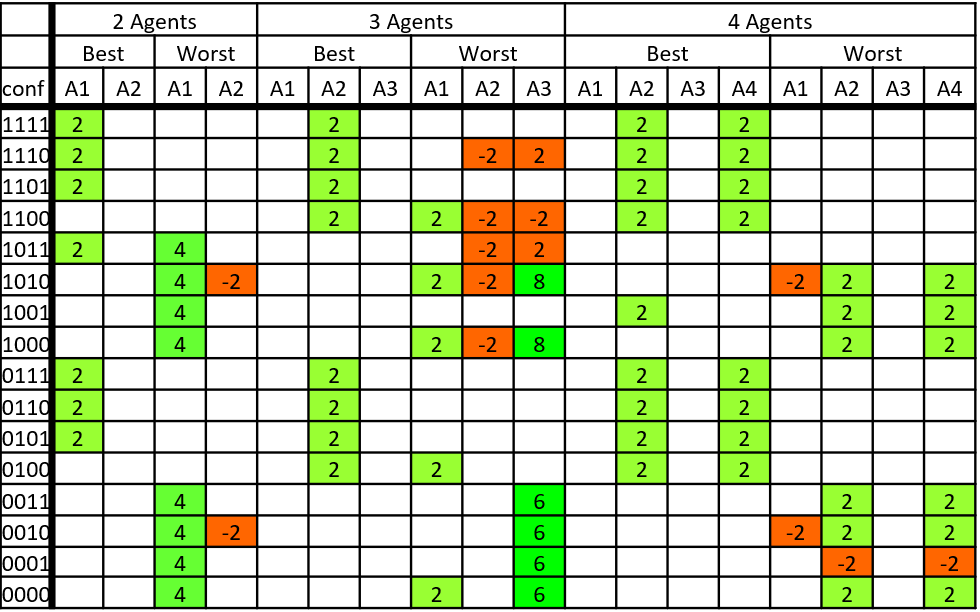 2 Agents 3 Agents 4 Agents
Best Worst Best Worst Best Worst
conf A1 A2 A1 A2 A1 A2 A3 A1 A2 A3 A1 A2 A3 A4 A1 A2 A3 A4
1111 2 2 2 2
1110 2 2 -2 2 2 2
1101 2 2 2 2
1100 2 2 -2 -2 2 2
1011 2 4 -2 2
1010 4 -2 2 -2 8 -2 2 2
1001 4 2 2 2
1000 4 2 -2 8 2 2
0111 2 2 2 2
0110 2 2 2 2
0101 2 2 2 2
0100 2 2 2 2
0011 4 6 2 2
0010 4 -2 6 -2 2 2
0001 4 6 -2 -2
0000 4 2 6 2 2